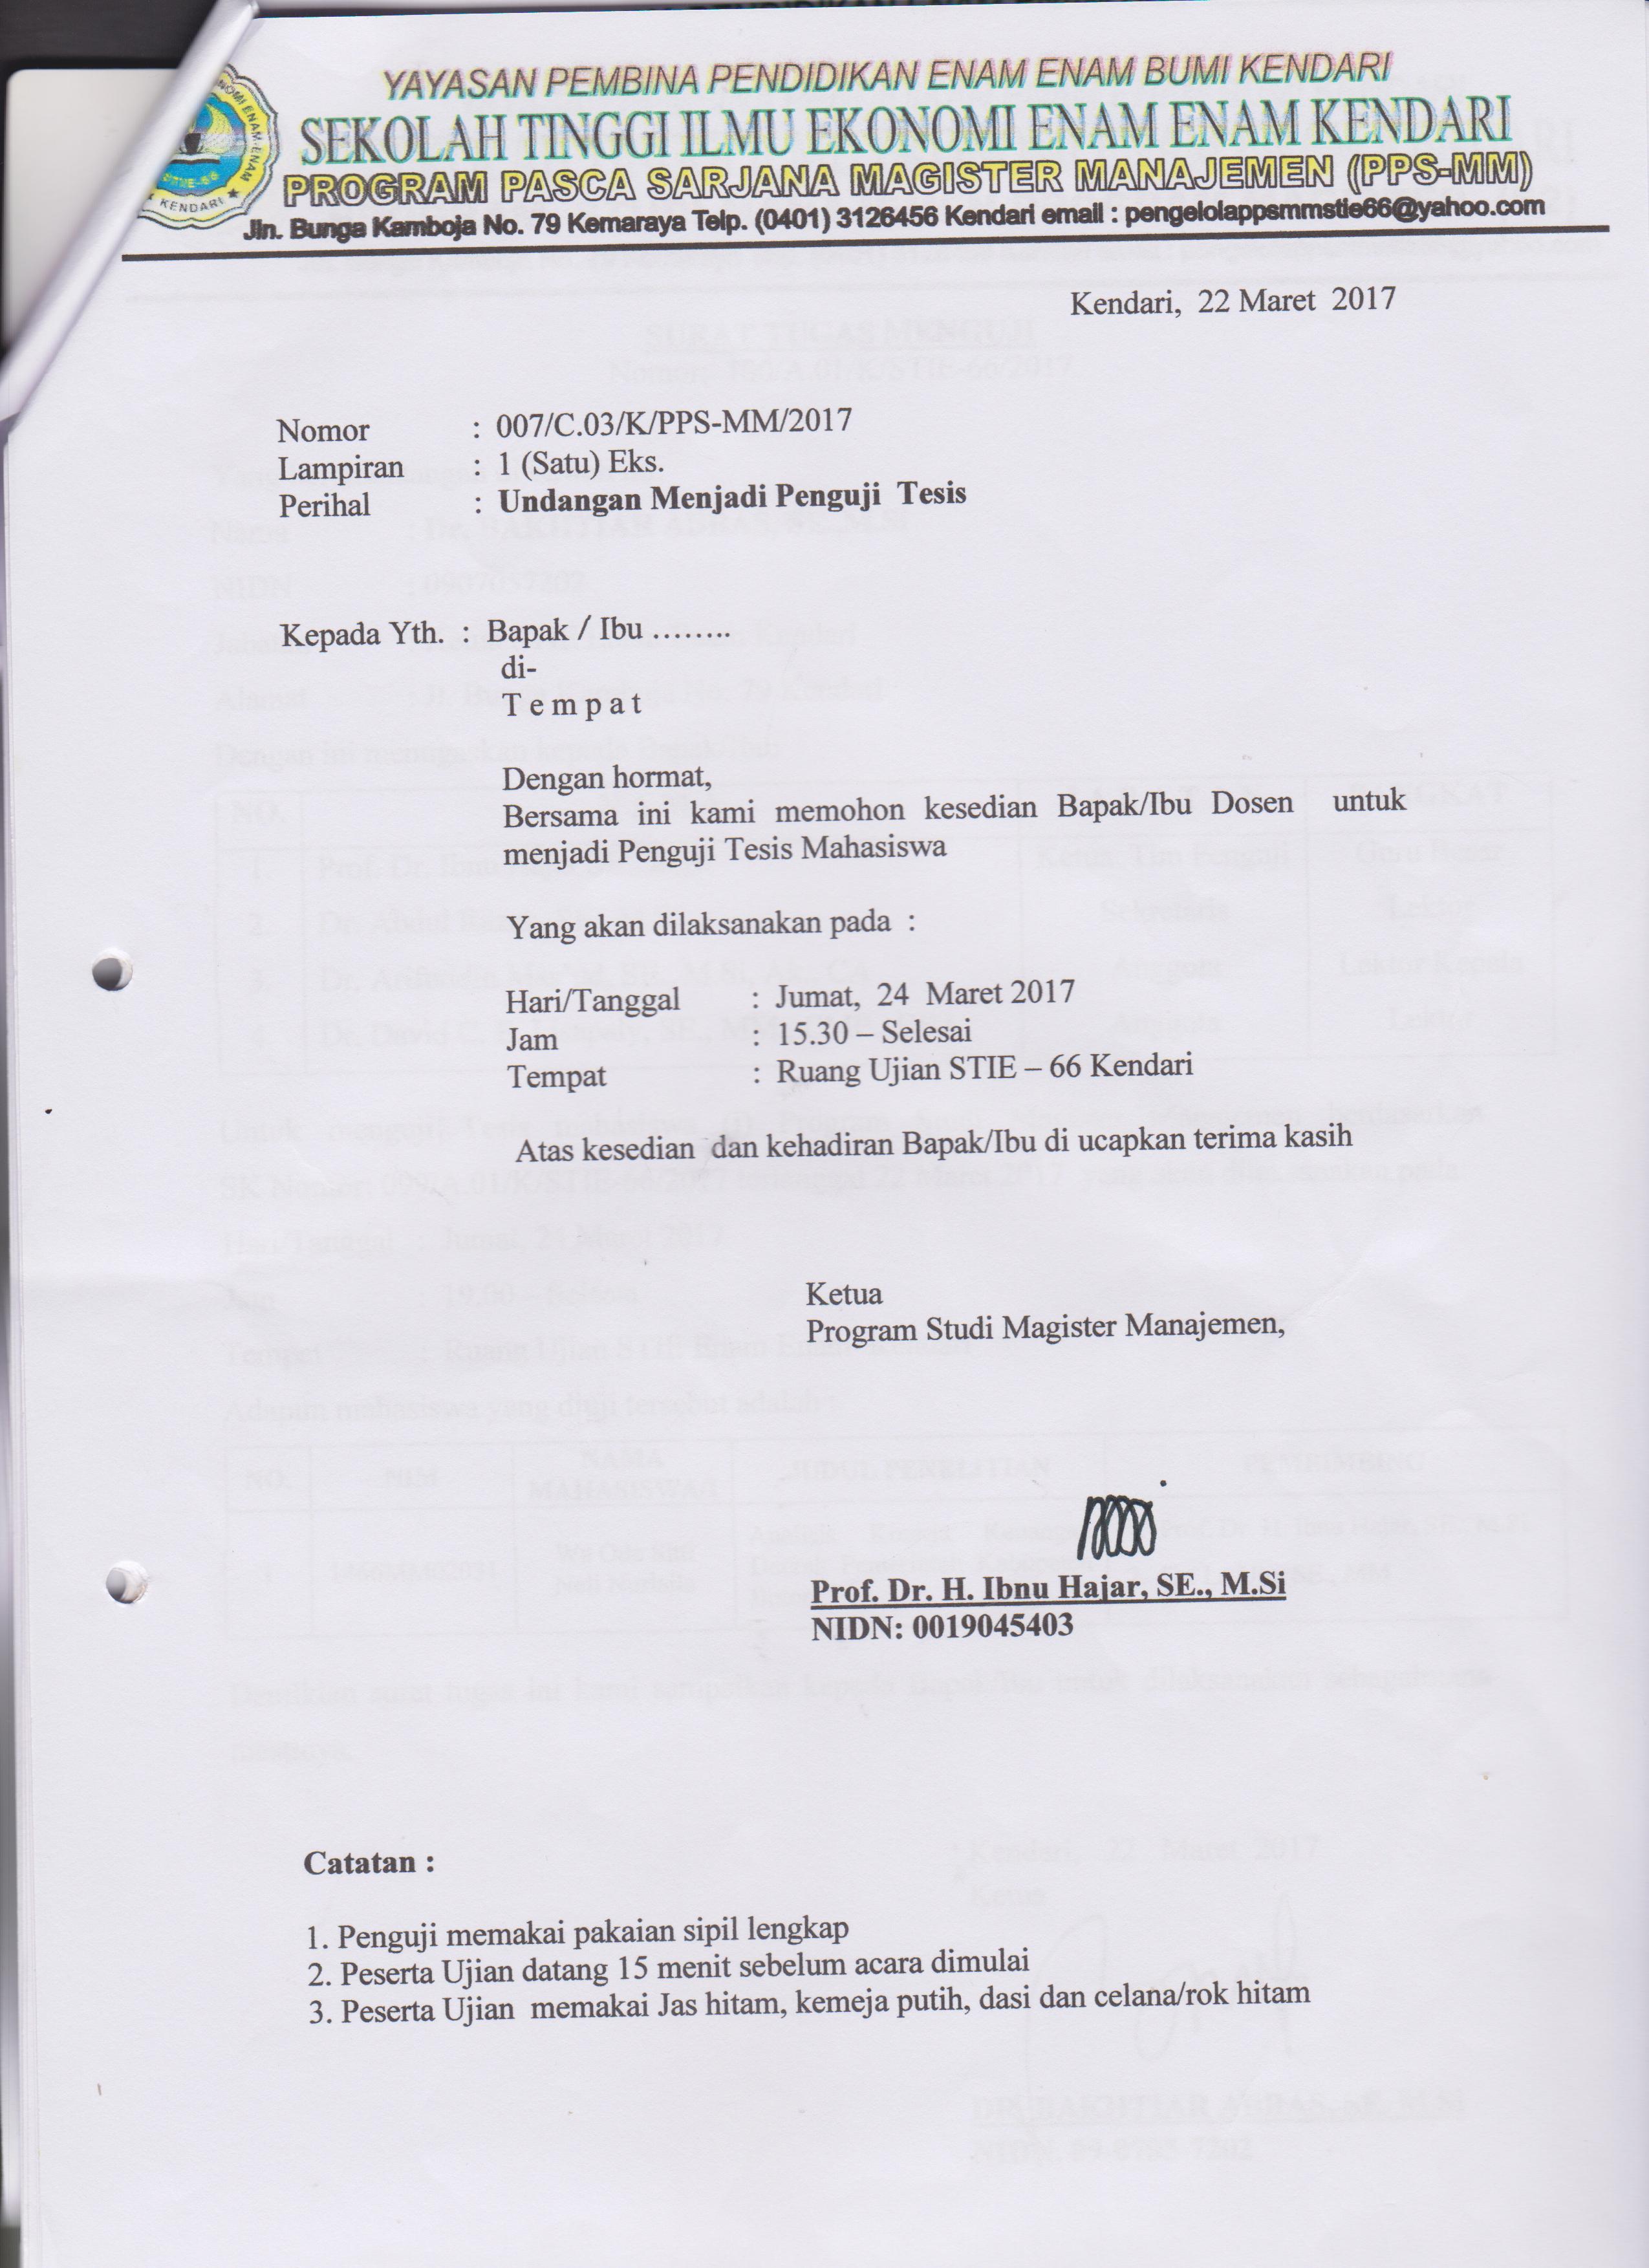 YAYASAN PEMBINA PENDIDIKAN ENAM ENAM BUMI KENDARI
SEKOLAH TINGGI ILMU EKONOMI ENAM ENAM KENDARI
PROGRAM PASCA SARJANA MAGISTER MANAJEMEN (PPS-MM)
Jln. Bunga Kamboja No. 79 Kemaraya Telp. (0401) 3126456 Kendari email : pengelolappsmmstie66@yahoo.com
KENDARI
Kendari, 22 Maret 2017
Nomor : 007/C.03/K/PPS-MM/2017
Lampiran : 1 (Satu) Eks.
Perihal : Undangan Menjadi Penguji Tesis
Kepada Yth. : Bapak / Ibu ........
di-
T e m p a t
Dengan hormat,
Bersama ini kami memohon kesedian Bapak/Ibu Dosen untuk
menjadi Penguji Tesis Mahasiswa
Yang akan dilaksanakan pada :
Hari/Tanggal : Jumat, 24 Maret 2017
Jam : 15.30 – Selesai
Tempat : Ruang Ujian STIE – 66 Kendari
Atas kesedian dan kehadiran Bapak/Ibu di ucapkan terima kasih
Ketua
Program Studi Magister Manajemen,
Prof. Dr. H. Ibnu Hajar, SE., M.Si
NIDN: 0019045403
Catatan :
1. Penguji memakai pakaian sipil lengkap
2. Peserta Ujian datang 15 menit sebelum acara dimulai
3. Peserta Ujian memakai Jas hitam, kemeja putih, dasi dan celana/rok hitam